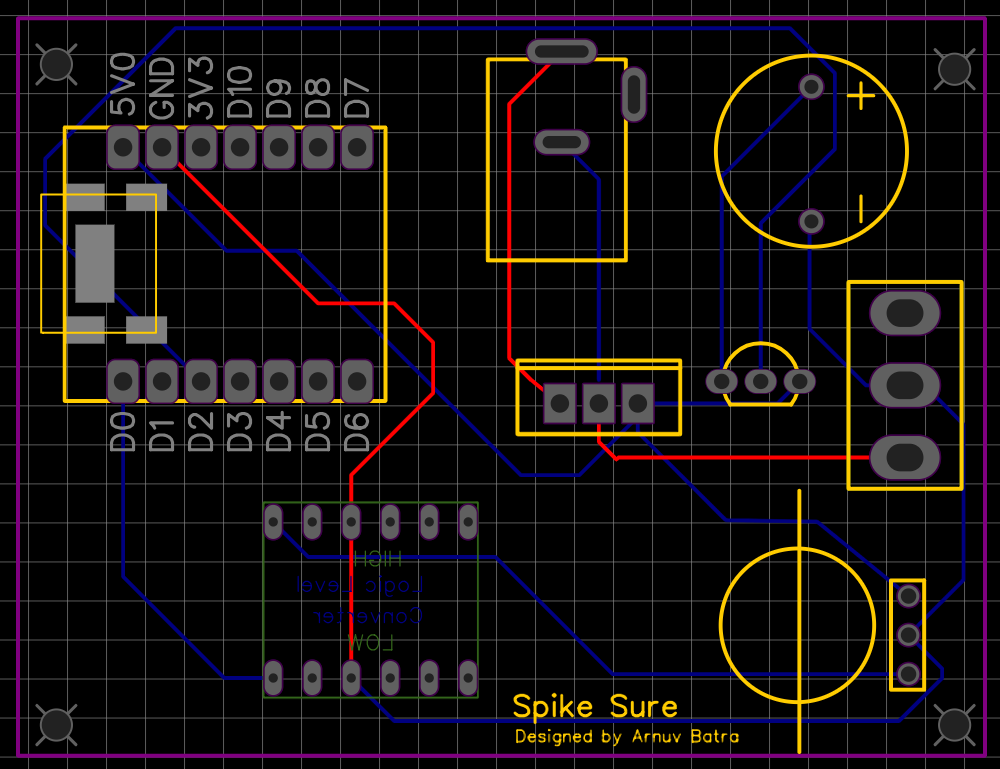 5V0
GND
3V3
D10
D9
D8
D7
+
-
D0
D1
D2
D3
D4
D5
D6
HIGH
Logic Level
Converter
LOW
Spike Sure
Designed by Arnuv Batra